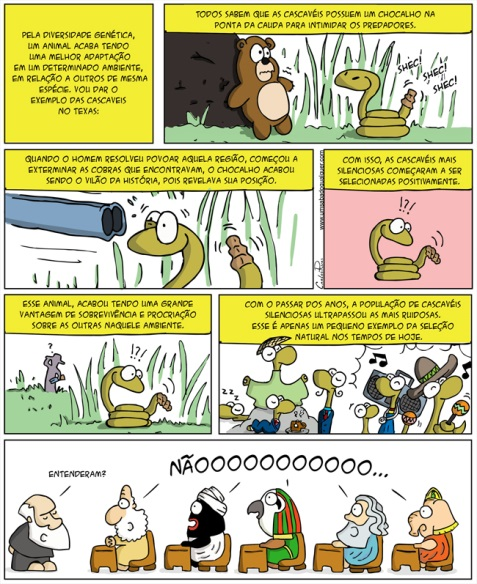 PELA DIVERSIDADE GENÉTICA,
UM ANIMAL ACABA TENDO
UMA MELHOR ADAPTAÇÃO
EM UM DETERMINADO AMBIENTE,
EM RELAÇÃO A OUTROS DE MESMA
ESPÉCIE. VOU DAR O
EXEMPLO DAS CASCAVEIS
NO TEXAS:
TODOS SABEM QUE AS CASCAVÉIS POSSUEM UM CHOCALHO NA
PONTA DA CAUDA PARA INTIMIDAR OS PREDADORES.
SHEC!
SHEC!
SHEC!
QUANDO O HOMEM RESOLVEU POVOAR AQUELA REGIÃO, COMEÇOU A
EXTERMINAR AS COBRAS QUE ENCONTRAVAM, O CHOCALHO ACABOU
SENDO O VILÃO DA HISTÓRIA, POIS REVELAVA SUA POSIÇÃO.
www.umsabadoqualquer.com
COM ISSO, AS CASCAVÉIS MAIS
SILENCIOSAS COMEÇARAM A SER
SELECIONADAS POSITIVAMENTE.
!?!
ESSE ANIMAL, ACABOU TENDO UMA GRANDE
VANTAGEM DE SOBREVIVÊNCIA E PROCRIAÇÃO
SOBRE AS OUTRAS NAQUELE AMBIENTE.
?
!?!
COM O PASSAR DOS ANOS, A POPULAÇÃO DE CASCAVÉIS
SILENCIOSAS ULTRAPASSOU AS MAIS RUIDOSAS.
ESSE É APENAS UM PEQUENO EXEMPLO DA SELEÇÃO
NATURAL NOS TEMPOS DE HOJE.
ZZZ
ENTENDERAM?
NÃOOOOOOOOOOO...